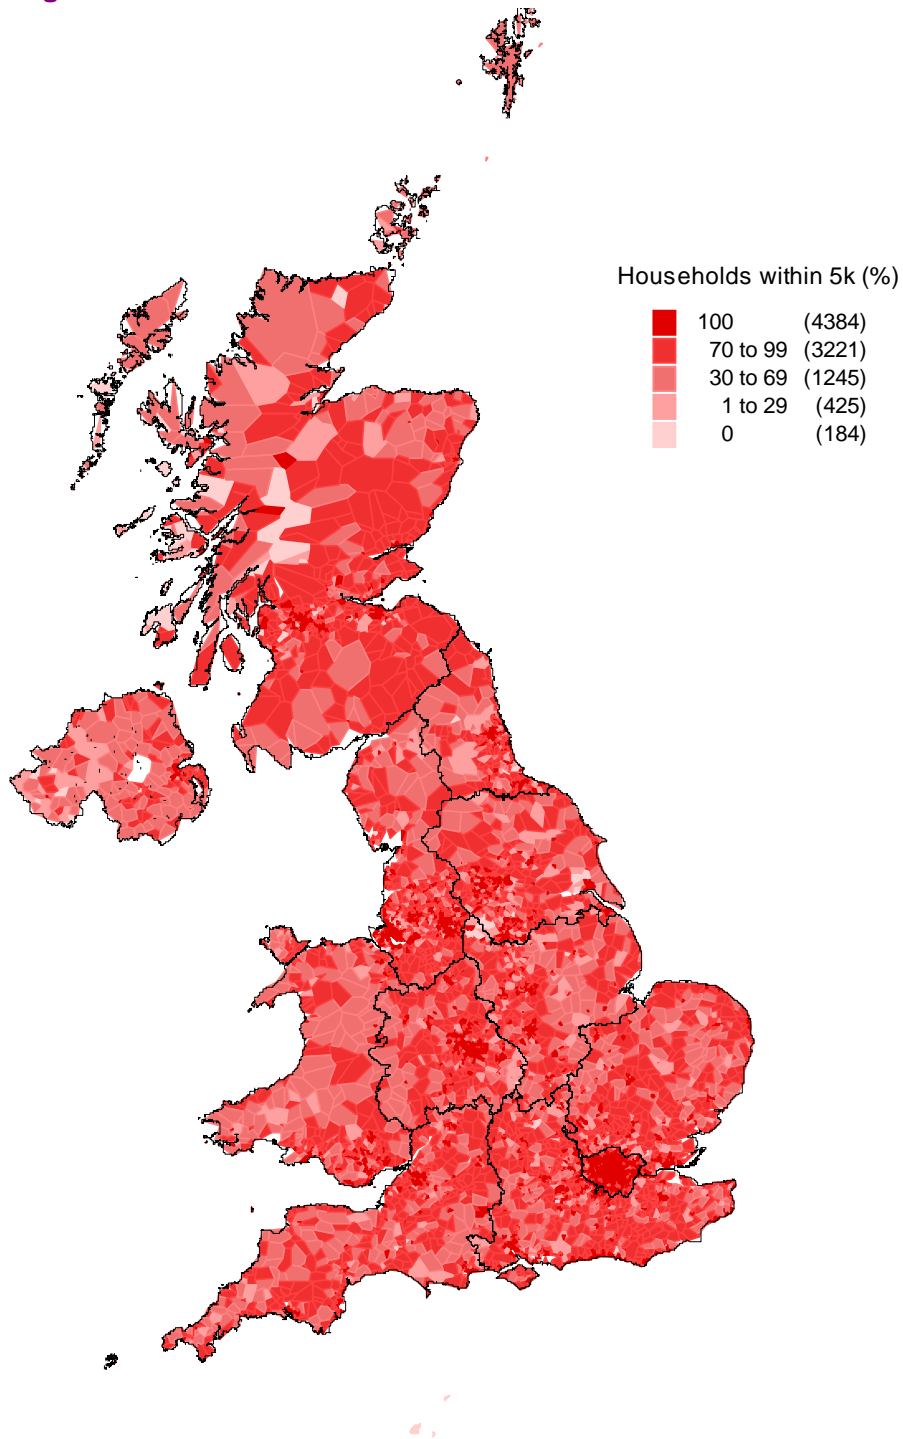 Households within 5k (%)
100 (4384)
70 to 99 (3221)
30 to 69 (1245)
1 to 29 (425)
0 (184)